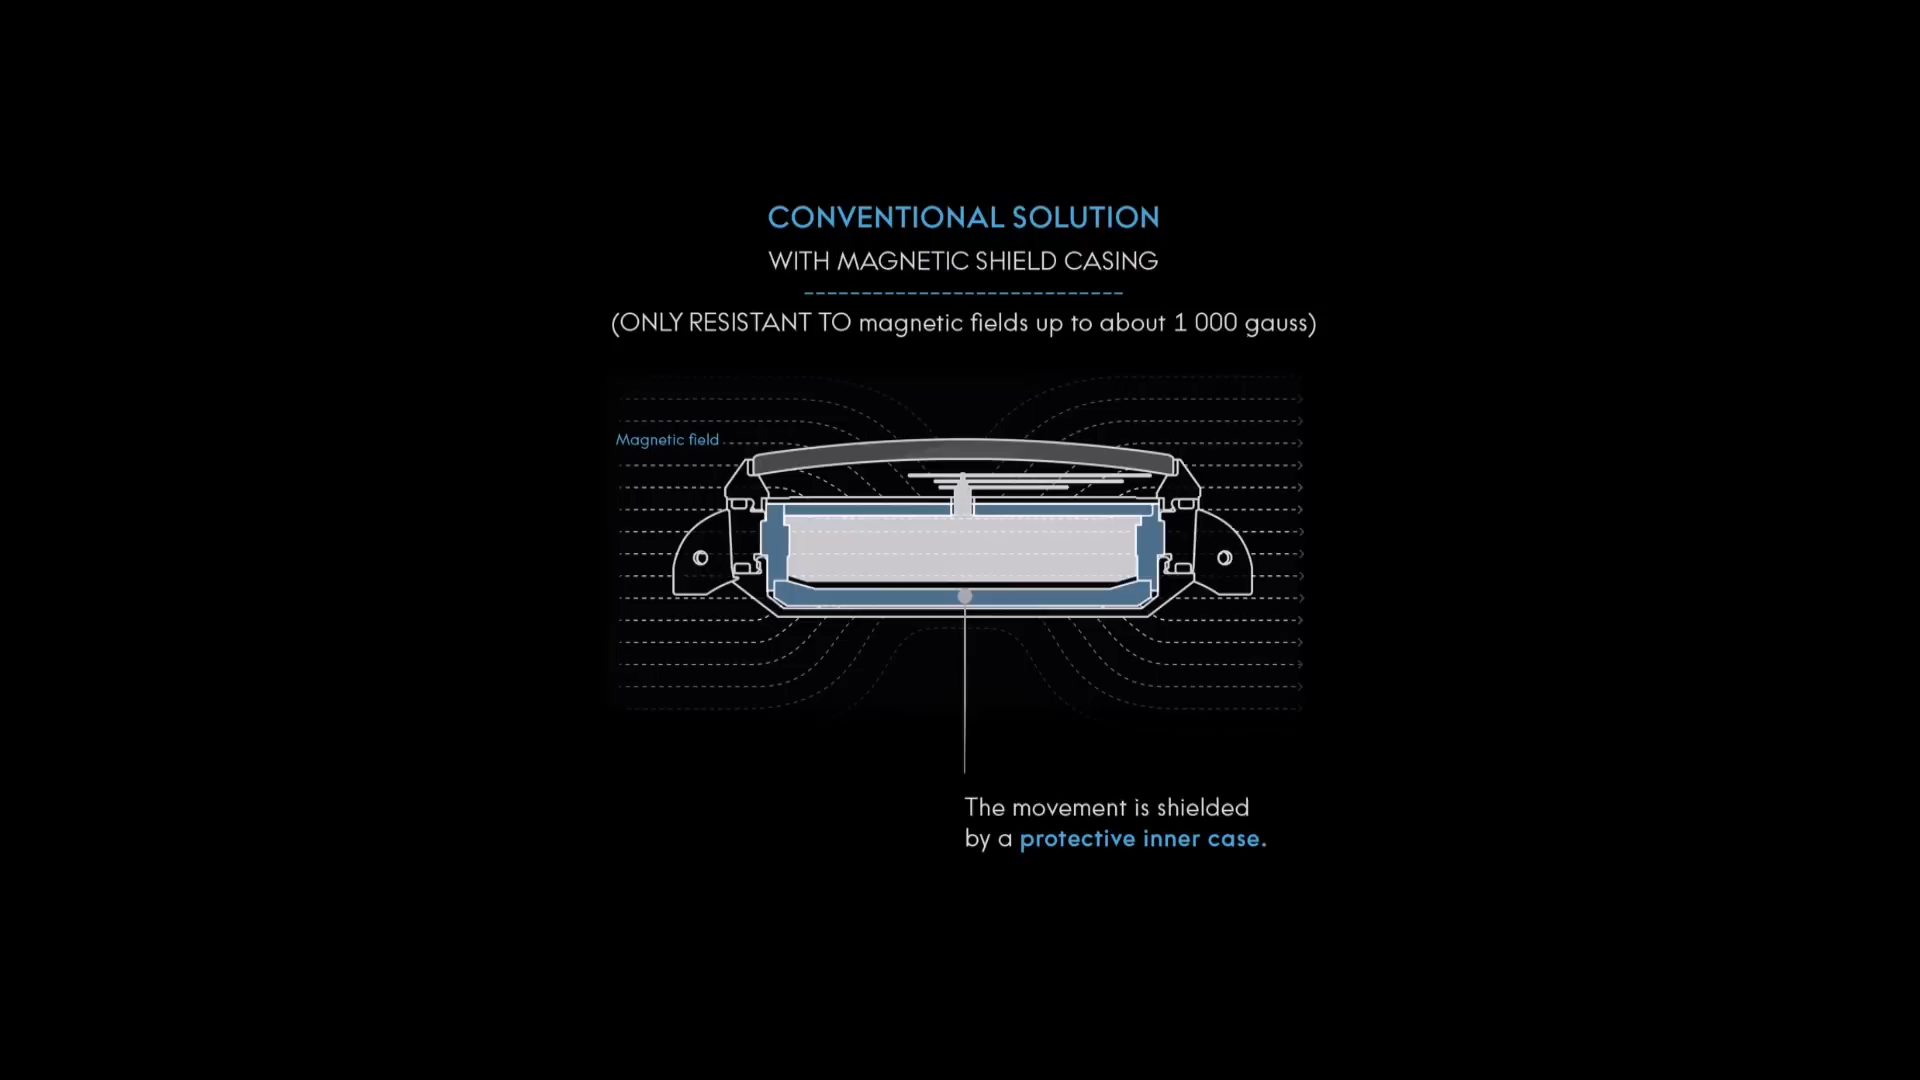 CONVENTIONAL SOLUTION
WITH MAGNETIC SHIELD CASING
(ONLY RESISTANT TO magnetic fields up to about 1 000 gauss)
Magnetic field
The movement is shielded
by a protective inner case.